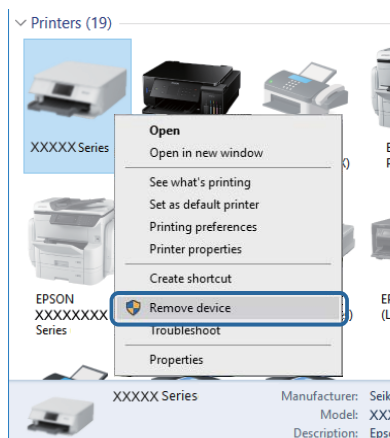 Printers (19)
XXXXX Series
Open
Open in new window
See what's printing
Set as default printer
Printing preferences
Printer properties
Create shortcut
Remove device
Troubleshoot
Properties
EPSON
XXXXXXXX
Series
XXXXX Series
Manufacturer:
Model:
Description: